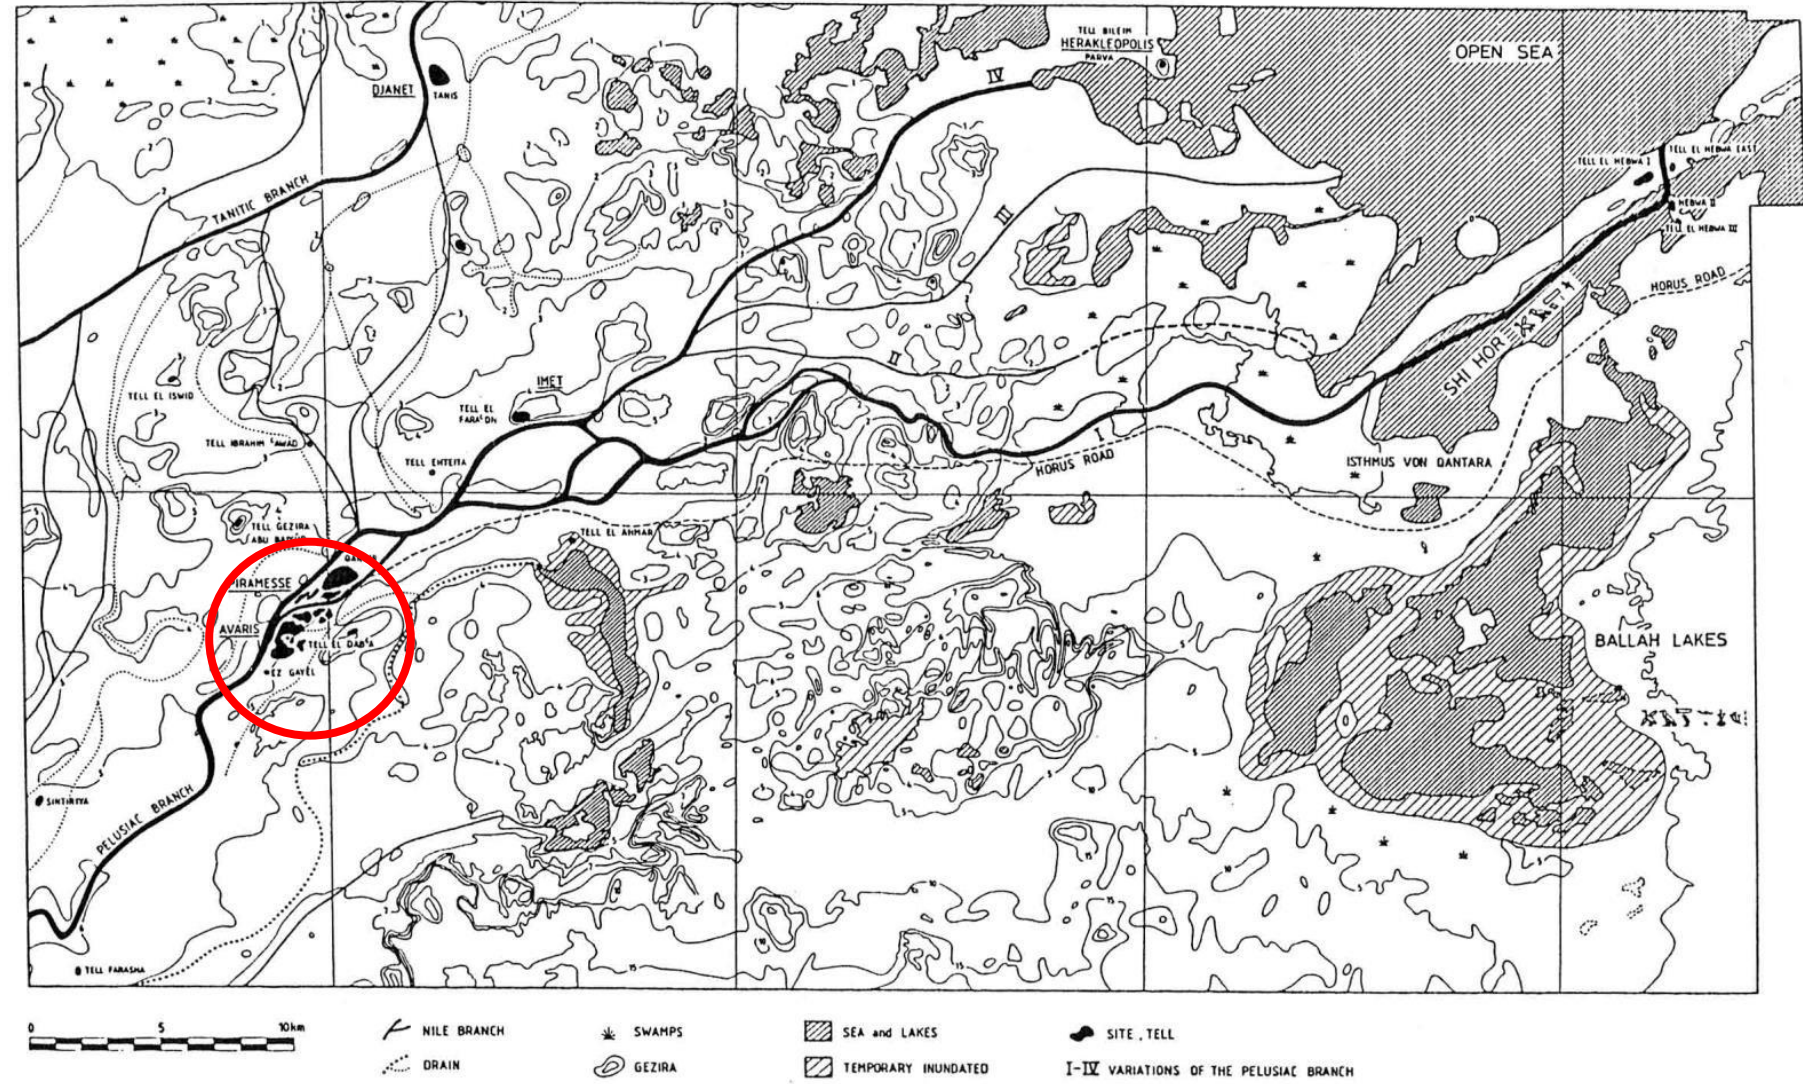 TELL BILEIM
HERAKLEOPOLIS
PARVA
OPEN SEA
IV
DJANET
TANIS
TANITIC BRANCH
TELL EL HEBWA I
TELL EL HEBWA EAST
HEBWA II
TELL EL HEBWA III
III
HORUS ROAD
SHI HOR
II
IMET
TELL EL
FARA'ON
TELL EL ISWID
TELL IBRAHIM 'AWAD
TELL EHTEITA
I
HORUS ROAD
ISTHMUS VON QANTARA
TELL GEZIRA
ABU
TELL EL AHMAR
IRAMESSE
AVARIS
TELL EL DAB'A
EZ GAYEL
BALLAH LAKES
SINTIRIYA
PELUSIAC BRANCH
TELL FARASHA
0 5 10km
NILE BRANCH
SWAMPS
SEA and LAKES
SITE, TELL
DRAIN
GEZIRA
TEMPORARY INUNDATED
I-IV VARIATIONS OF THE PELUSIAC BRANCH